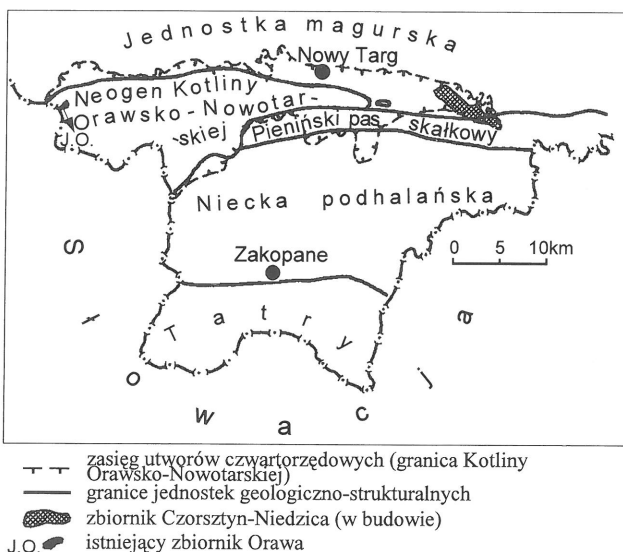 Jednostka magurska
Nowy Targ
Neogen Kotliny
Orawsko-Nowotar-
skiej
J.O.
Pieniński pas skałkowy
Niecka podhalańska
0 5 10km
Zakopane
Tatry
Słowacja
zasięg utworów czwartorzędowych (granica Kotliny
Orawsko-Nowotarskiej)
granice jednostek geologiczno-strukturalnych
zbiornik Czorsztyn-Niedzica (w budowie)
J.O. istniejący zbiornik Orawa